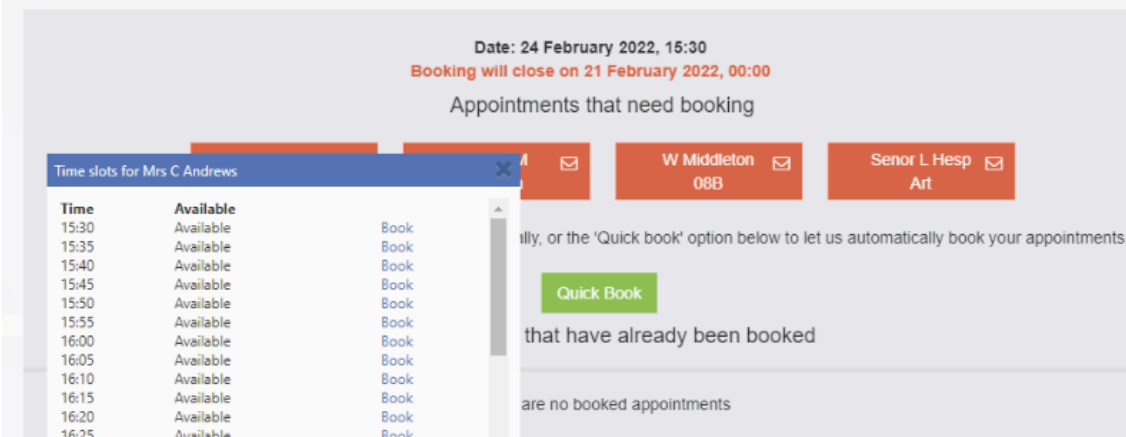 Date: 24 February 2022, 15:30
Booking will close on 21 February 2022, 00:00
Appointments that need booking
W Middleton
08B
Senor L Hesp
Art
Time slots for Mrs C Andrews
Time Available
15:30 Available Book
15:35 Available Book
15:40 Available Book
15:45 Available Book
15:50 Available Book
15:55 Available Book
16:00 Available Book
16:05 Available Book
16:10 Available Book
16:15 Available Book
16:20 Available Book
16:25 Available Book
or the 'Quick book' option below to let us automatically book your appointments
Quick Book
that have already been booked
are no booked appointments